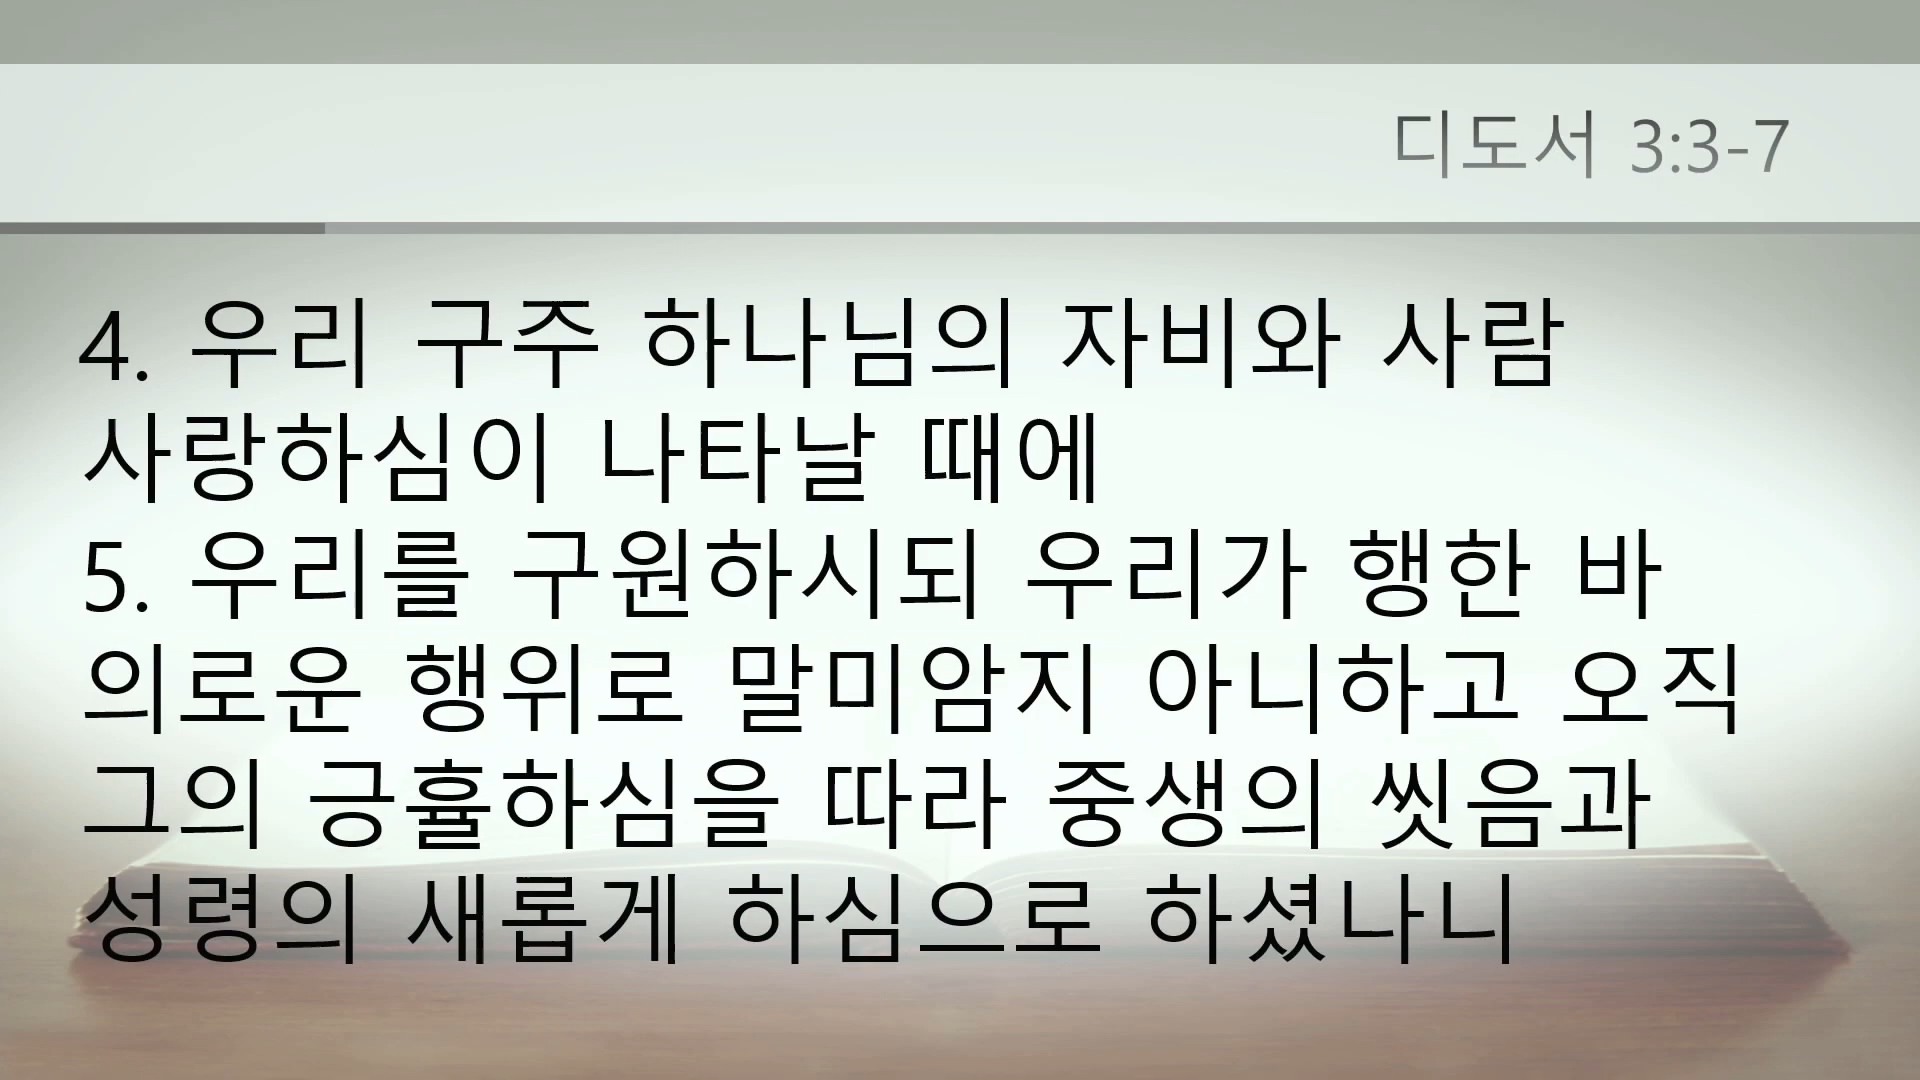 디도서 3:3-7
4. 우리 구주 하나님의 자비와 사람
사랑하심이 나타날 때에
5. 우리를 구원하시되 우리가 행한 바
의로운 행위로 말미암지 아니하고 오직
그의 긍휼하심을 따라 중생의 씻음과
성령의 새롭게 하심으로 하셨나니